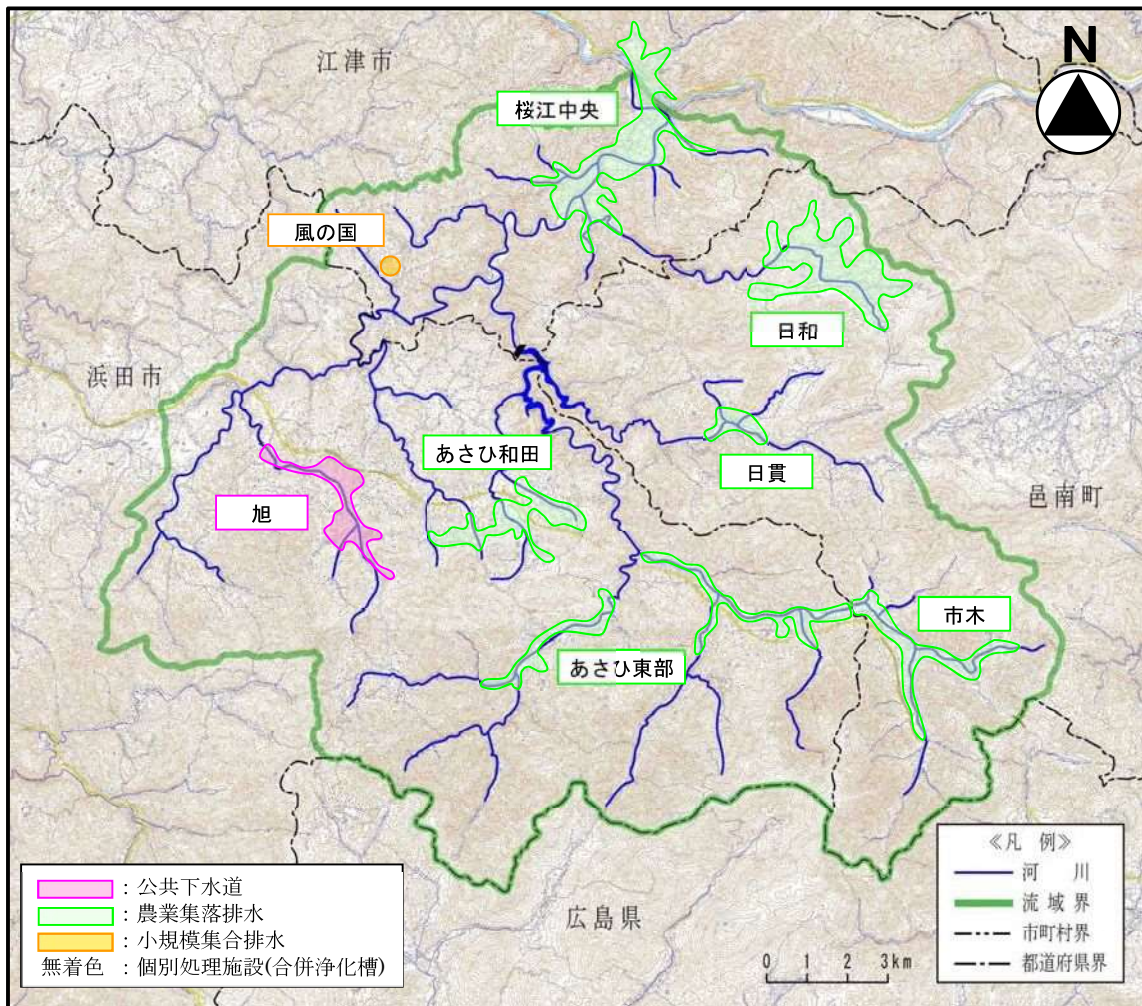 江津市
N
桜江中央
風の国
日和
浜田市
あさひ和田
日貫
旭
邑南町
市木
あさひ東部
広島県
：公共下水道
：農業集落排水
：小規模集合排水
無着色 ：個別処理施設(合併浄化槽)
0 1 2 3km
≪凡 例≫
河 川
流 域 界
市町村界
都道府県界